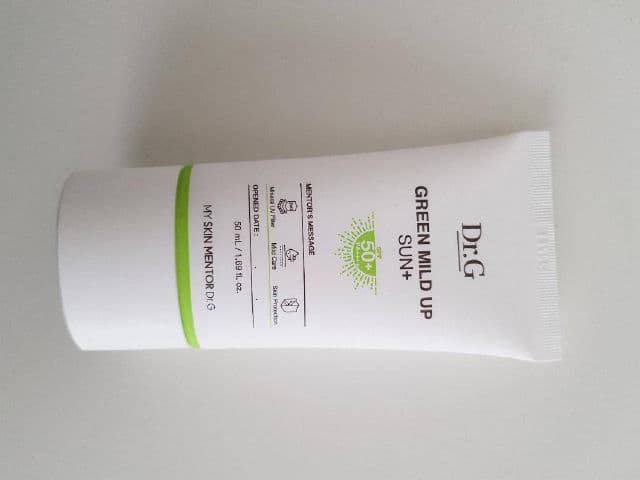 Dr.G
GREEN MILD UP
SUN+
SPF
50+
MENTOR'S MESSAGE
Mineral UV Filter
Mild Care
Skin Protection
OPENED DATE : . .
50 mL / 1.69 fl. oz.
MY SKIN MENTOR Dr.G